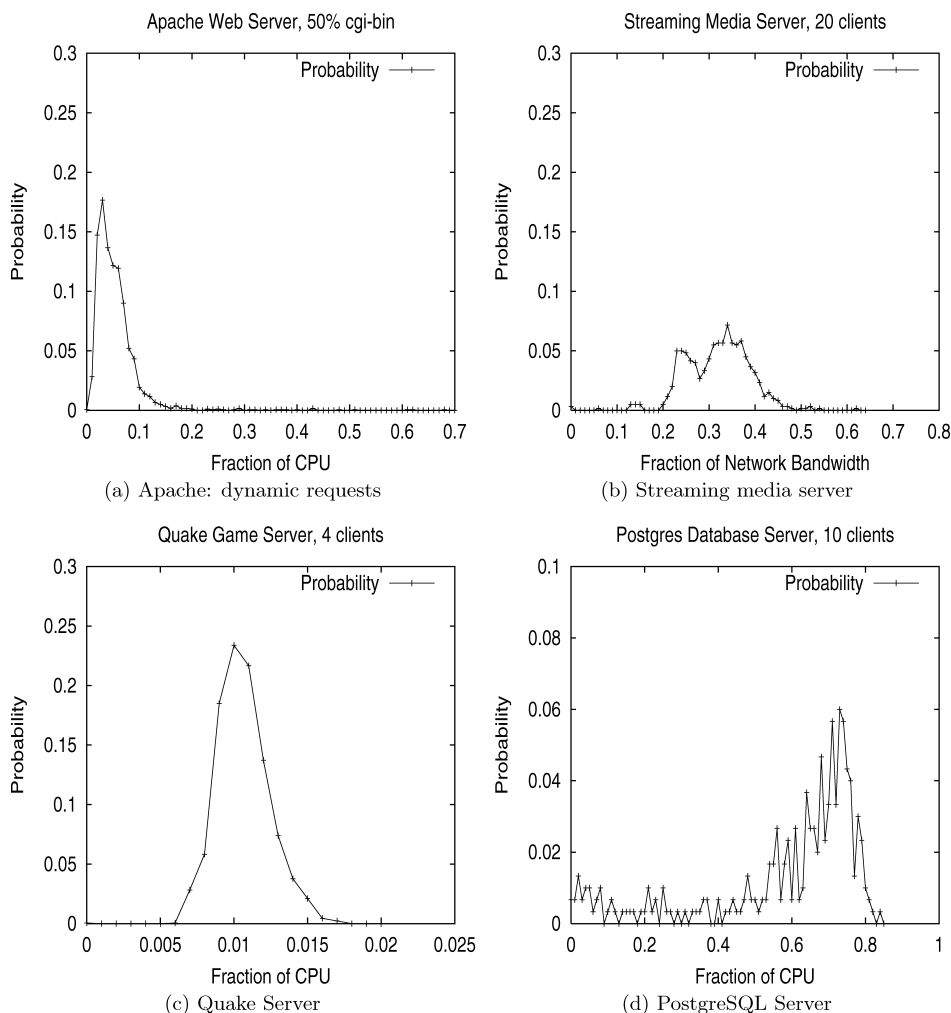 Apache Web Server, 50% cgi-bin
0.3
0.25
0.2
0.15
0.1
0.05
0
Probability
Probability
0 0.1 0.2 0.3 0.4 0.5 0.6 0.7
Fraction of CPU
(a) Apache: dynamic requests
Streaming Media Server, 20 clients
0.3
0.25
0.2
0.15
0.1
0.05
0
Probability
Probability
0 0.1 0.2 0.3 0.4 0.5 0.6 0.7 0.8
Fraction of Network Bandwidth
(b) Streaming media server
Quake Game Server, 4 clients
0.3
0.25
0.2
0.15
0.1
0.05
0
Probability
Probability
0 0.005 0.01 0.015 0.02 0.025
Fraction of CPU
(c) Quake Server
Postgres Database Server, 10 clients
0.1
0.08
0.06
0.04
0.02
0
Probability
Probability
0 0.2 0.4 0.6 0.8 1
Fraction of CPU
(d) PostgreSQL Server